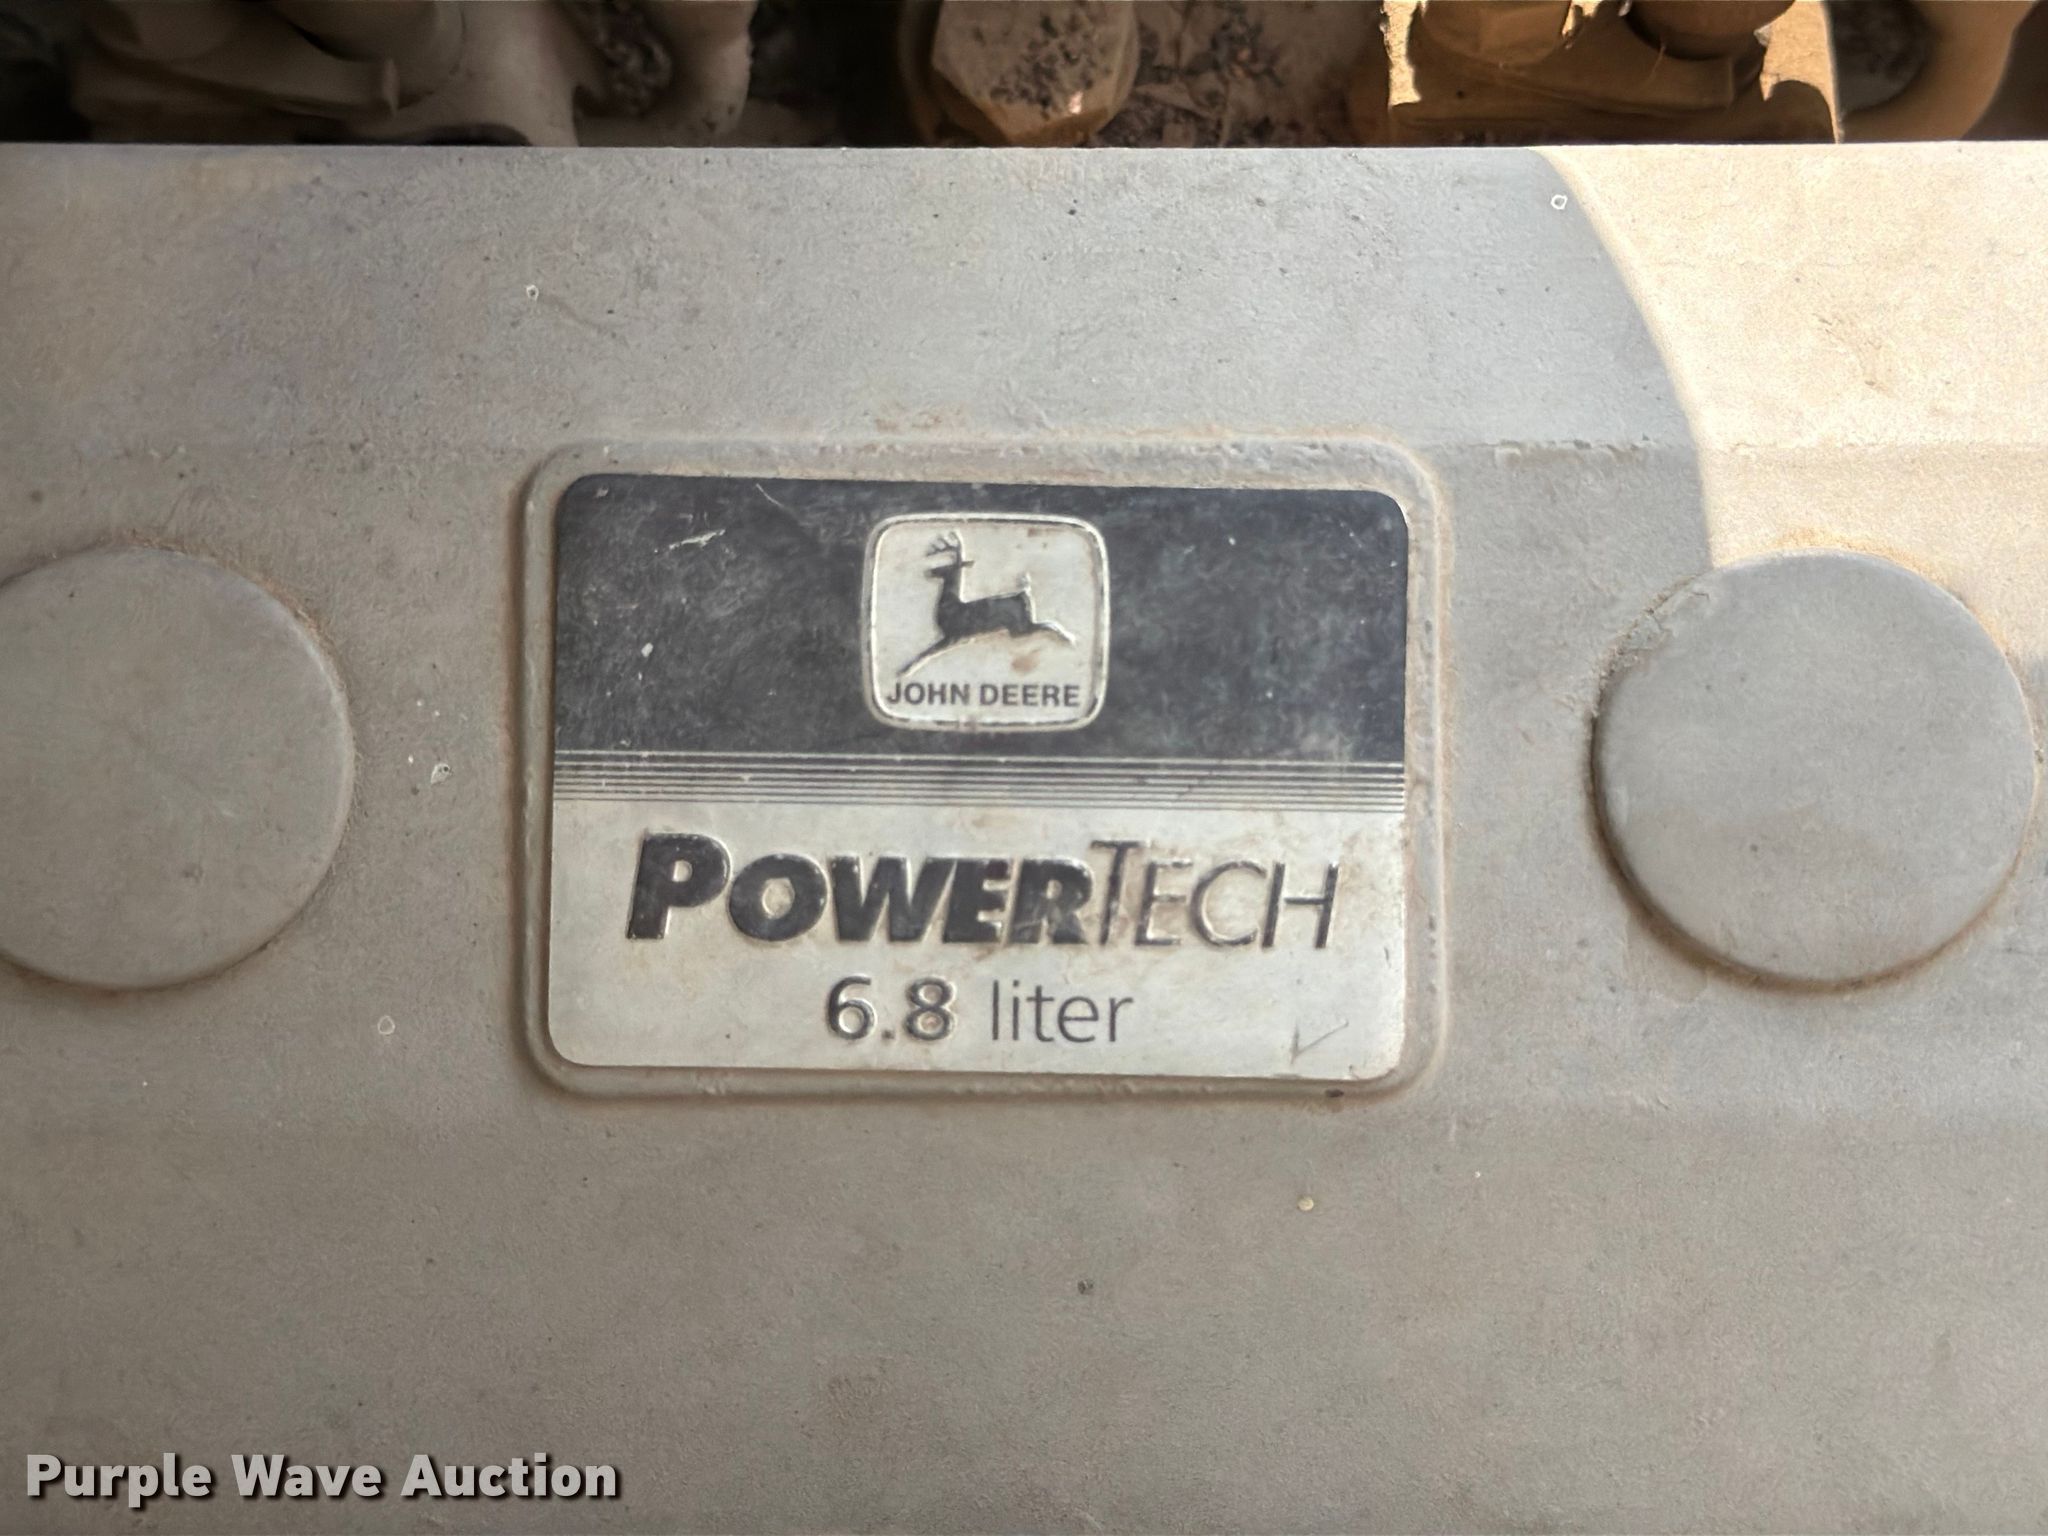 JOHN DEERE
POWERTECH
6.8 liter
Purple Wave Auction